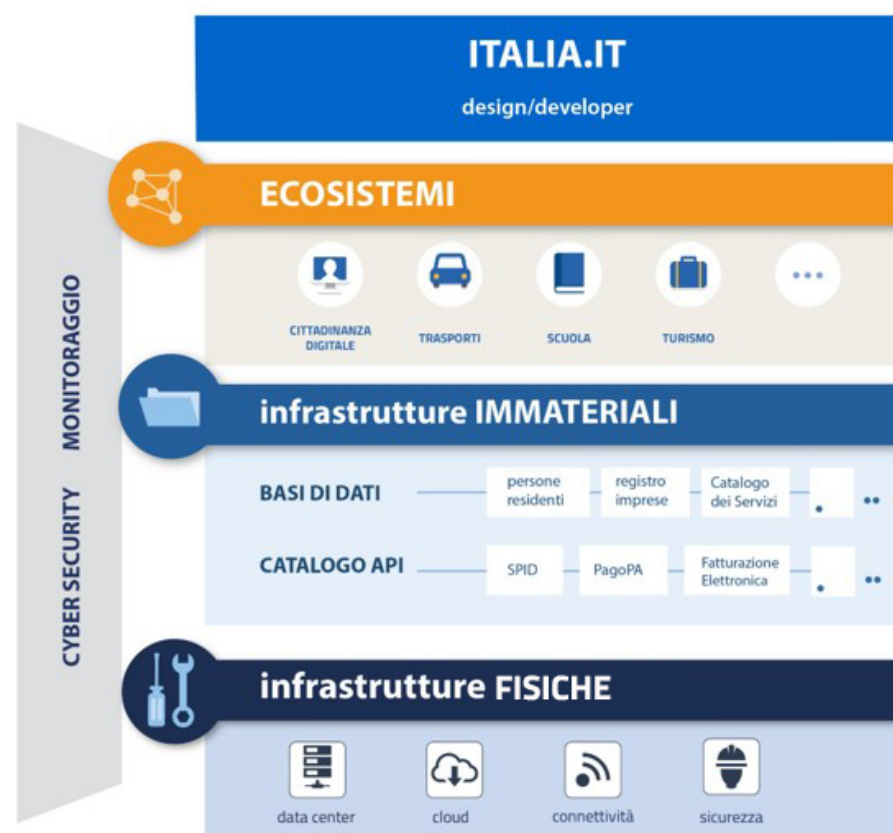 ITALIA.IT
design/developer
ECOSISTEMI
CITTADINANZA
DIGITALE
TRASPORTI
SCUOLA
TURISMO
infrastrutture IMMATERIALI
BASI DI DATI
persone
residenti
registro
imprese
Catalogo
dei Servizi
CATALOGO API
SPID
PagoPA
Fatturazione
Elettronica
infrastrutture FISICHE
data center
cloud
connettività
sicurezza
CYBER SECURITY MONITORAGGIO